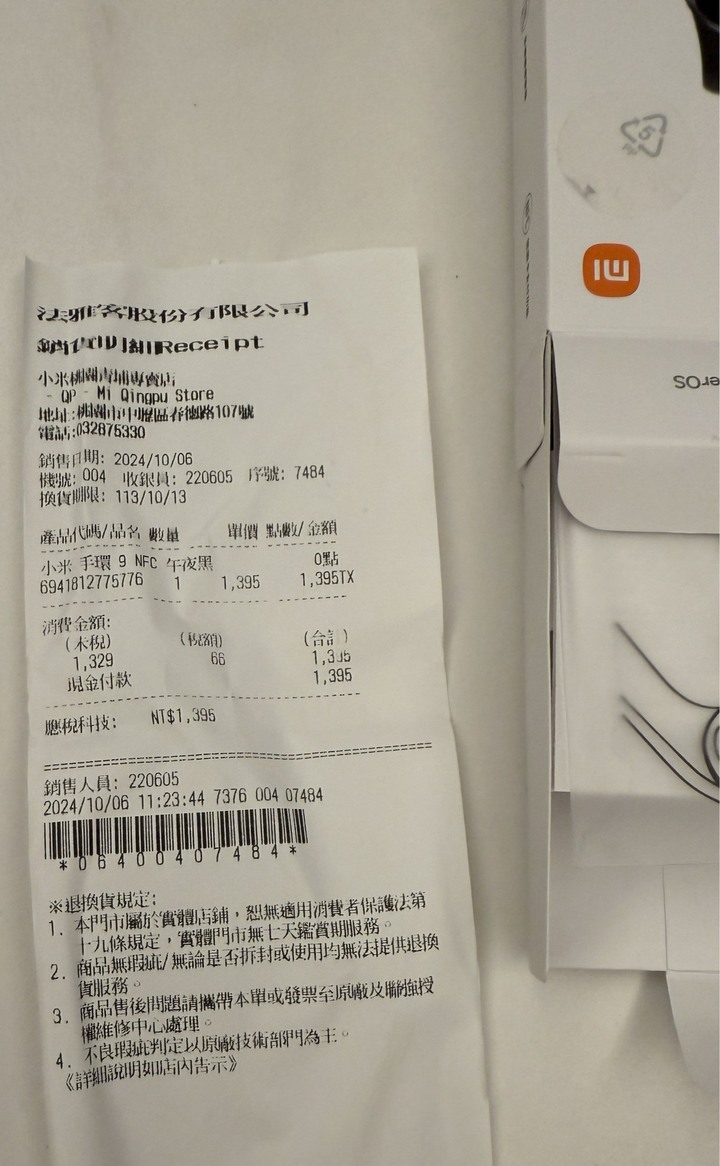 法雅客股份有限公司
銷貨明細Receipt
小米桃園青埔專賣店
- QP - Mi Qingpu Store
地址:桃園市中壢區春德路107號
電話:032875330
銷售日期: 2024/10/06
機號: 004 收銀員: 220605 序號: 7484
換貨期限: 113/10/13
產品代碼/品名 數量 單價 點數/金額
小米 手環 9 NFC 午夜黑 0點
6941812775776 1 1,395 1,395TX
消費金額:
(未稅) (稅額) (合計)
1,329 66 1,395
現金付款 1,395
應稅科技: NT$1,395
銷售人員: 220605
2024/10/06 11:23:44 7376 004 07484
*06400407484*
※退換貨規定:
1. 本門市屬於實體店鋪，恕無適用消費者保護法第
十九條規定，實體門市無七天鑑賞期服務。
2. 商品無瑕疵/無論是否拆封或使用均無法提供退換
貨服務。
3. 商品售後問題請攜帶本單或發票至原廠及聯強授
權維修中心處理。
4. 不良瑕疵判定以原廠技術部門為主。
《詳細說明如店內告示》